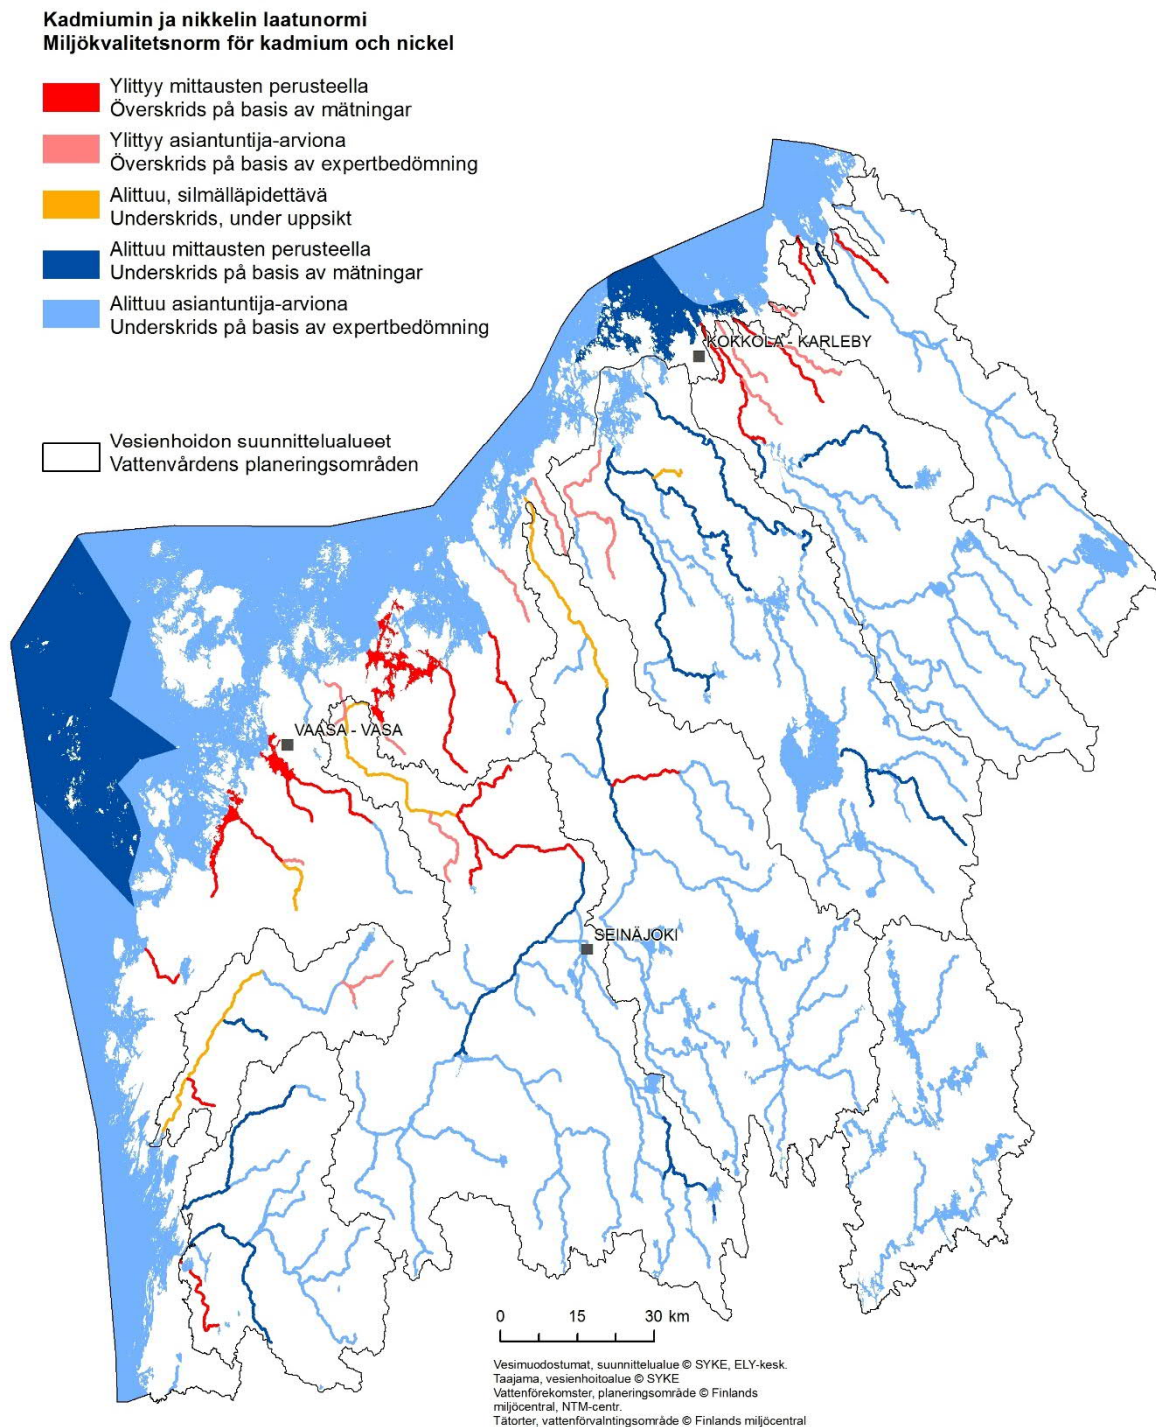 Kadmiumin ja nikkelin laatunormi
Miljökvalitetsnorm för kadmium och nickel
Ylittyy mittausten perusteella
Överskrids på basis av mätningar
Ylittyy asiantuntija-arviona
Överskrids på basis av expertbedömning
Alittuu, silmälläpidettävä
Underskrids, under uppsikt
Alittuu mittausten perusteella
Underskrids på basis av mätningar
Alittuu asiantuntija-arviona
Underskrids på basis av expertbedömning
Vesienhoidon suunnittelualueet
Vattenvårdens planeringsområden
KOKKOLA - KARLEBY
VAASA - VASA
SEINÄJOKI
0 15 30 km
Vesimuodostumat, suunnittelualue © SYKE, ELY-kesk.
Taajama, vesienhoitoalue © SYKE
Vattenförekomster, planeringsområde © Finlands
miljöcentral, NTM-centr.
Tätorter, vattenförvaltningsområde © Finlands miljöcentral